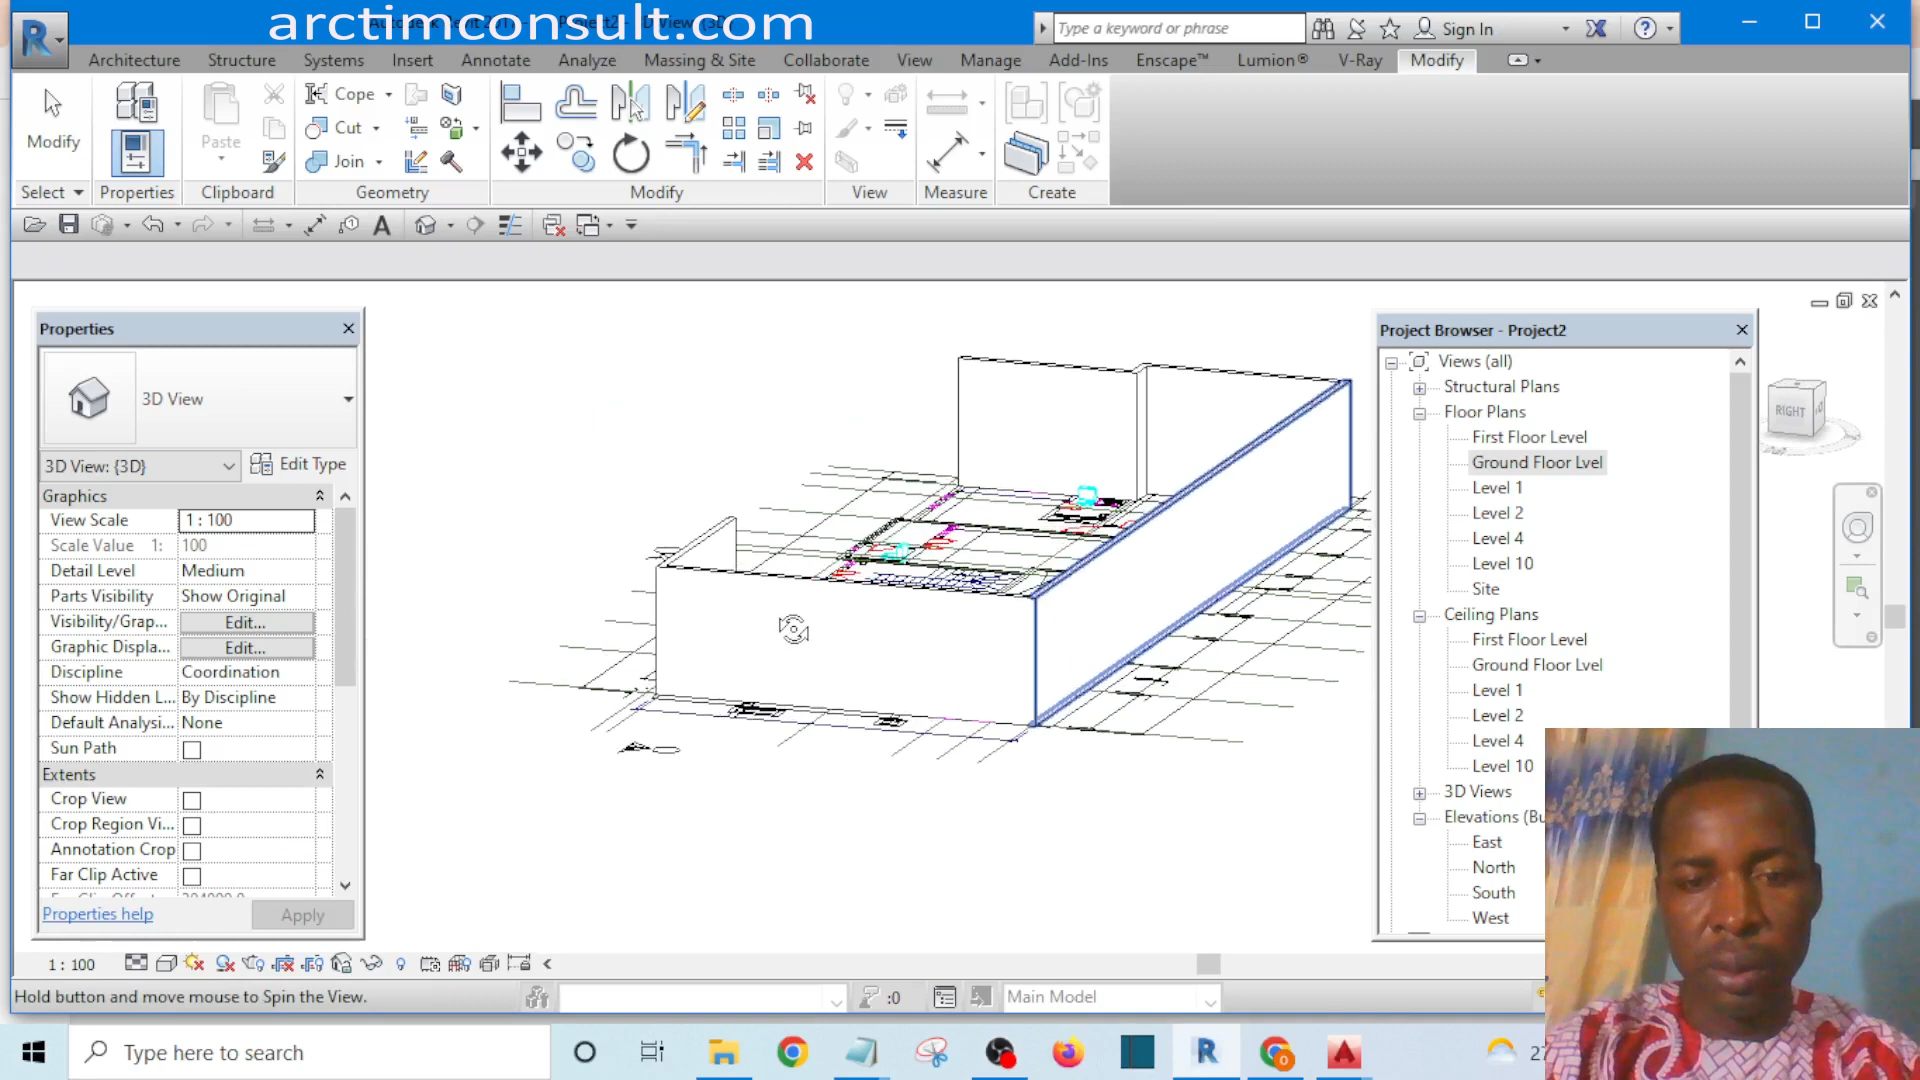 arctimconsult.com
Type a keyword or phrase
Sign In
Architecture Structure Systems Insert Annotate Analyze Massing & Site Collaborate View Manage Add-Ins Enscape™ Lumion® V-Ray Modify
Modify
Paste
Cope
Cut
Join
Select Properties Clipboard Geometry Modify View Measure Create
Properties
3D View
3D View: {3D} Edit Type
Graphics
View Scale 1 : 100
Scale Value 1: 100
Detail Level Medium
Parts Visibility Show Original
Visibility/Grap... Edit...
Graphic Displa... Edit...
Discipline Coordination
Show Hidden L... By Discipline
Default Analysi... None
Sun Path
Extents
Crop View
Crop Region Vi...
Annotation Crop
Far Clip Active
Properties help Apply
RIGHT
Project Browser - Project2
Views (all)
Structural Plans
Floor Plans
First Floor Level
Ground Floor Lvel
Level 1
Level 2
Level 4
Level 10
Site
Ceiling Plans
First Floor Level
Ground Floor Lvel
Level 1
Level 2
Level 4
Level 10
3D Views
Elevations (Bu
East
North
South
West
1 : 100
Hold button and move mouse to Spin the View.
:0
Main Model
Type here to search
27